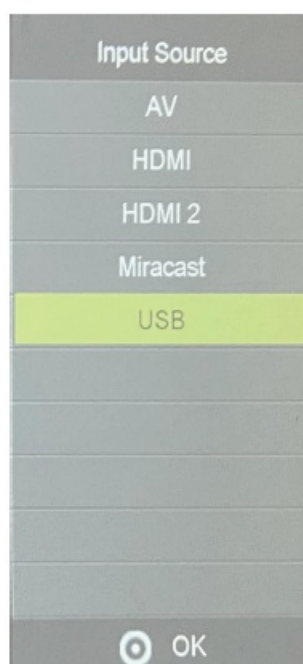 Input Source
AV
HDMI
HDMI 2
Miracast
USB
OK